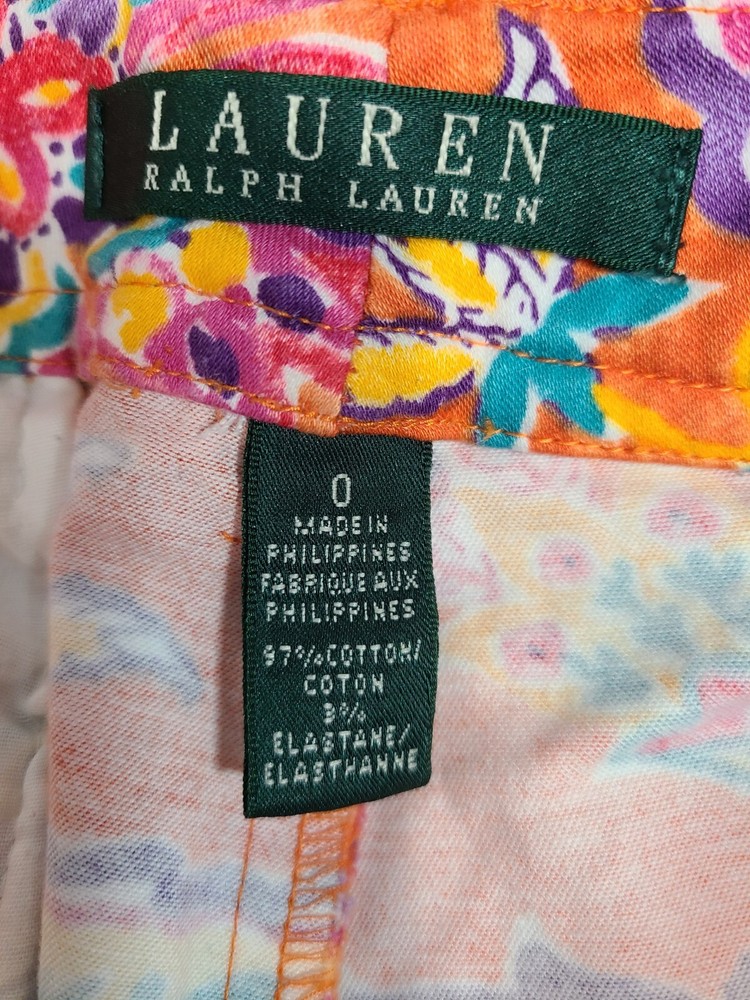 LAUREN
RALPH LAUREN
0
MADE IN
PHILIPPINES
FABRIQUE AUX
PHILIPPINES
97% COTTON/
COTON
3%
ELASTANE/
ELASTHANNE